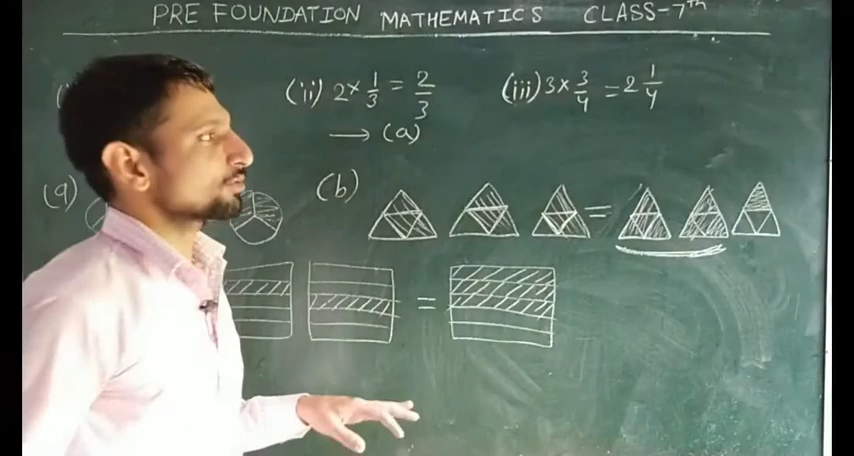 PRE FOUNDATION MATHEMATICS CLASS-7th
(ii) 2 × 1/3 = 2/3 (iii) 3 × 3/4 = 2 1/4
→ (a)
(a) (b) =
=